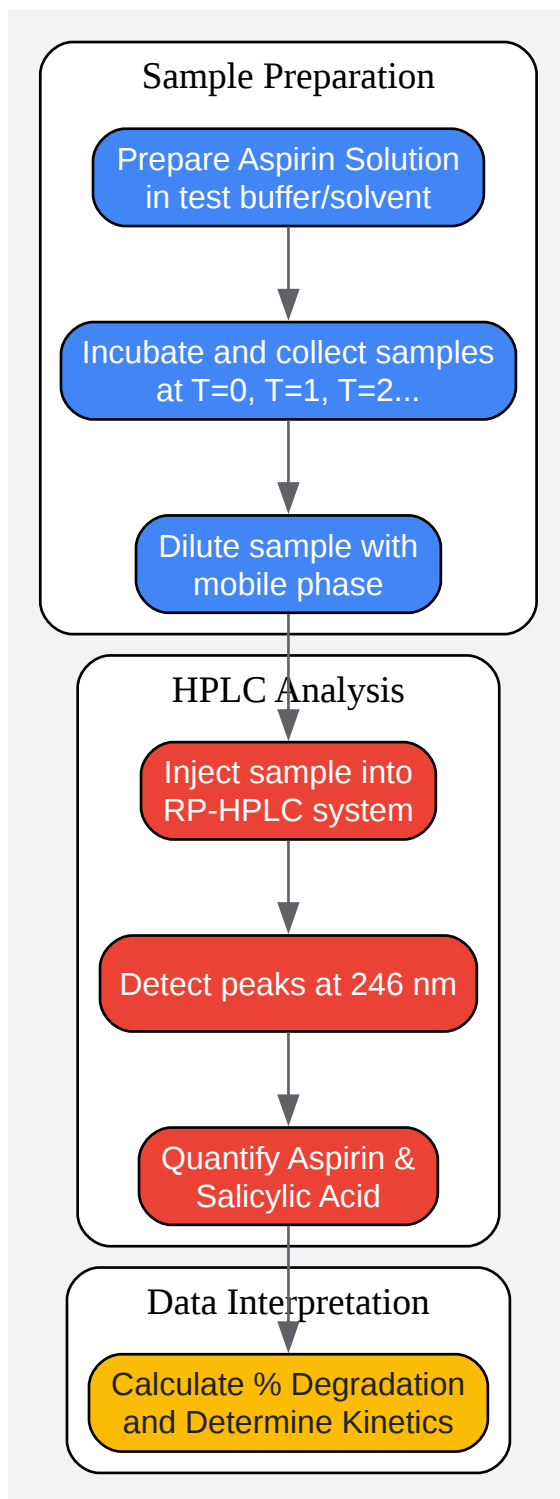 Sample Preparation
Prepare Aspirin Solution
in test buffer/solvent
Incubate and collect samples
at T=0, T=1, T=2...
Dilute sample with
mobile phase
HPLC Analysis
Inject sample into
RP-HPLC system
Detect peaks at 246 nm
Quantify Aspirin &
Salicylic Acid
Data Interpretation
Calculate % Degradation
and Determine Kinetics